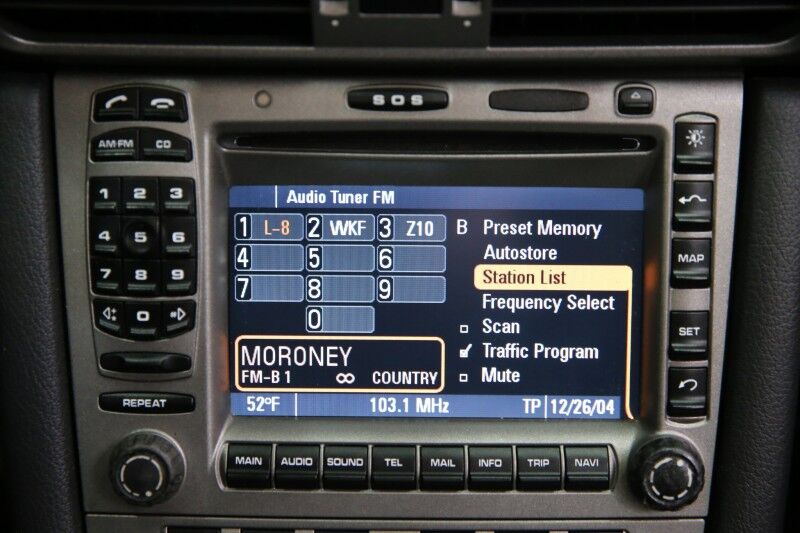 SOS
AM·FM CD
1 2 3
4 5 6
7 8 9
0
REPEAT
Audio Tuner FM
1 L-8 2 WKF 3 Z10 B
4 5 6
7 8 9
0
Preset Memory
Autostore
Station List
Frequency Select
Scan
Traffic Program
Mute
MORONEY
FM-B 1 ∞ COUNTRY
52°F 103.1 MHz TP 12/26/04
MAP
SET
MAIN AUDIO SOUND TEL MAIL INFO TRIP NAVI